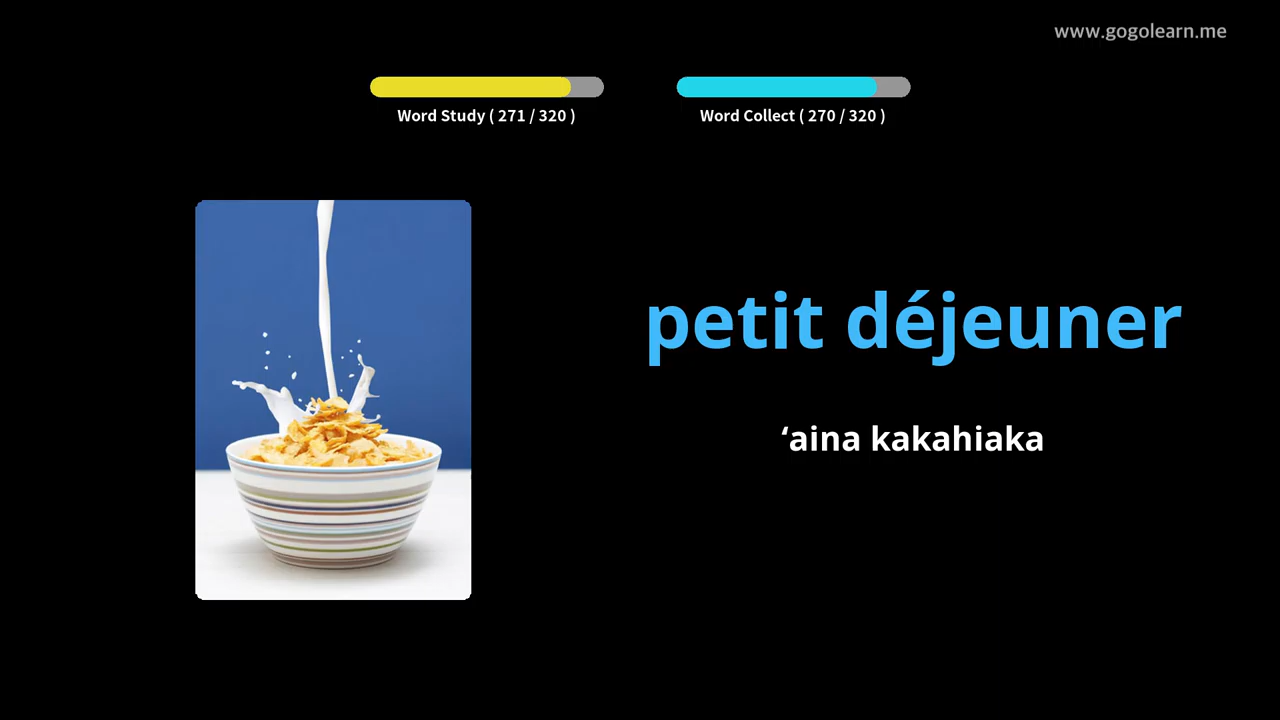 www.gogolearn.me
Word Study ( 271 / 320 )
Word Collect ( 270 / 320 )
petit déjeuner
ʻaina kakahiaka